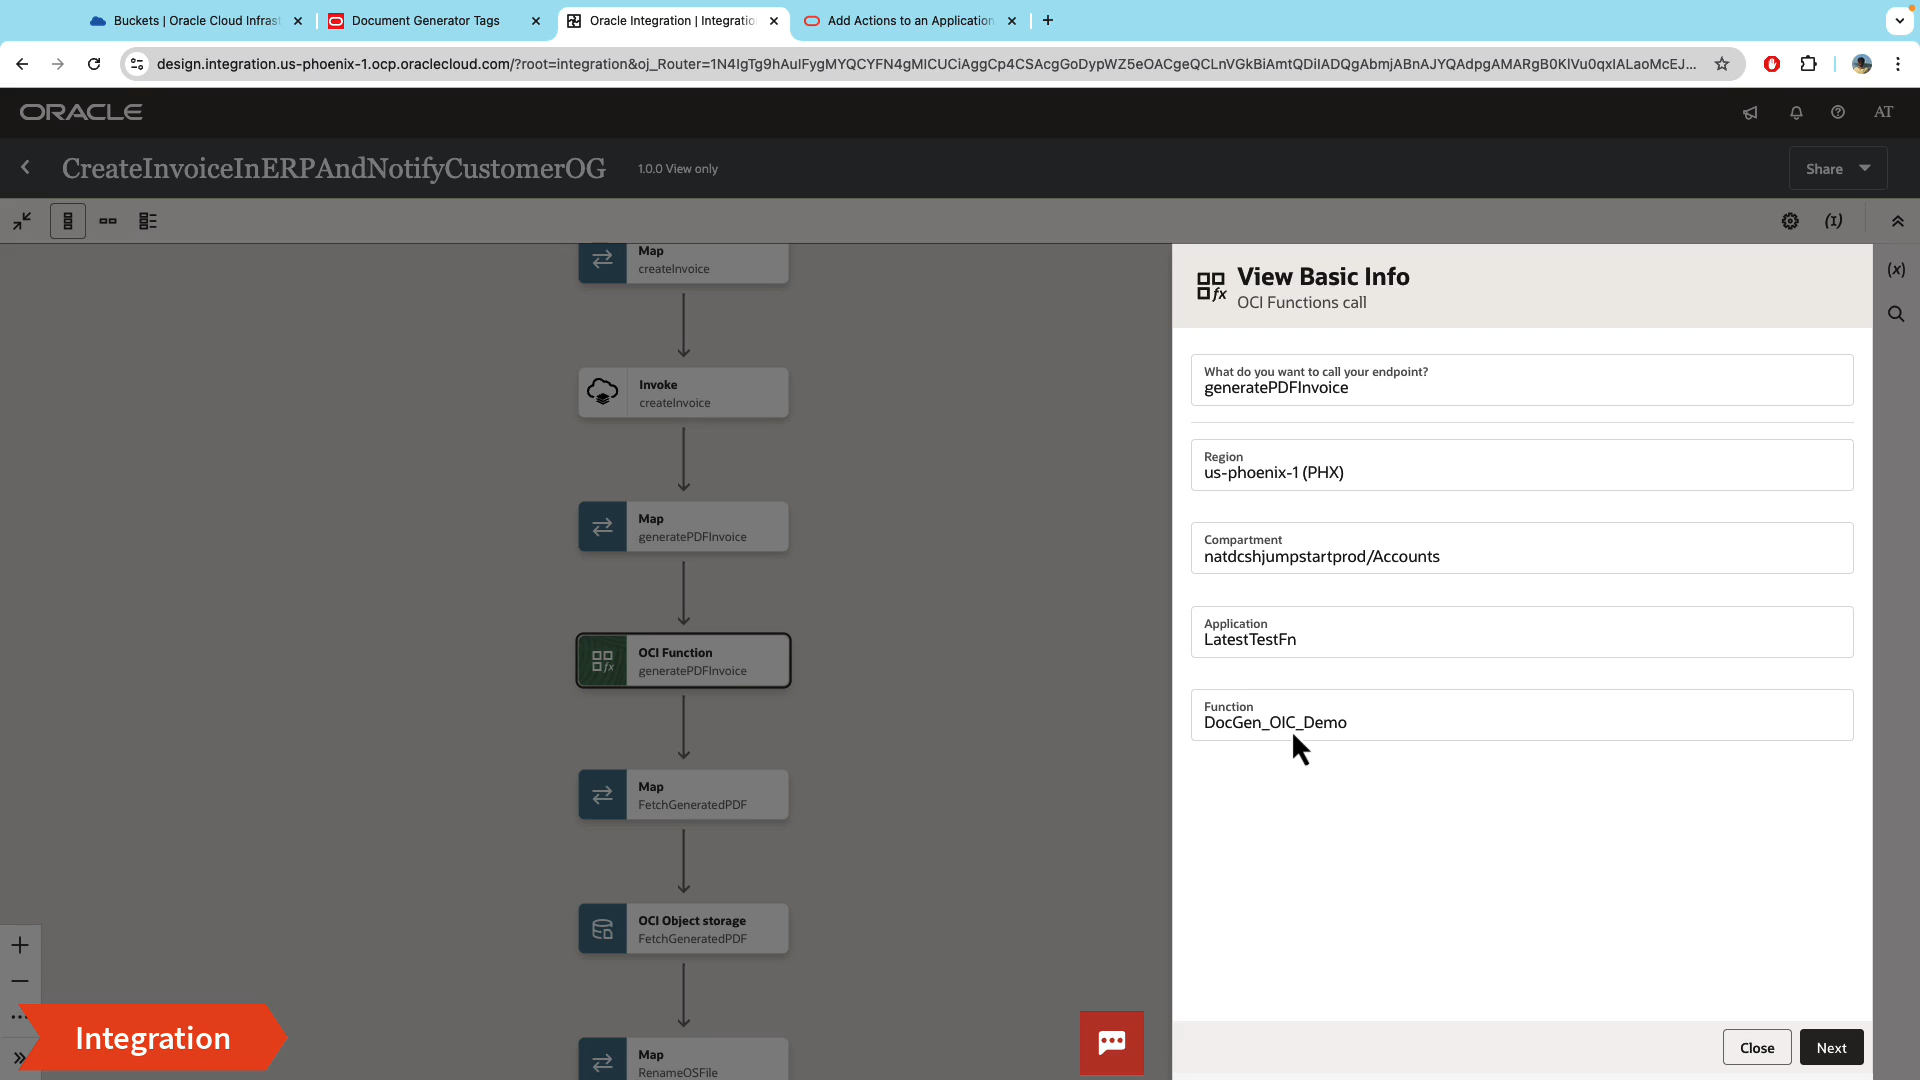 Buckets | Oracle Cloud Infrast
Document Generator Tags
Oracle Integration | Integratio
Add Actions to an Application
design.integration.us-phoenix-1.ocp.oraclecloud.com/?root=integration&oj_Router=1N4IgTg9hAuIFygMYQCYFN4gMICUCiAggCp4CSAcgGoDypWZ5eOACgeQCLnVGkBiAmtQDiIADQgAbmjABnAJYQAdpgAMARgB0KlVu0qxIALaoMcEJ...
ORACLE
AT
CreateInvoiceInERPAndNotifyCustomerOG
1.0.0 View only
Share
Map
createInvoice
Invoke
createInvoice
Map
generatePDFInvoice
OCI Function
generatePDFInvoice
Map
FetchGeneratedPDF
OCI Object storage
FetchGeneratedPDF
Map
RenameOSFile
View Basic Info
OCI Functions call
What do you want to call your endpoint?
generatePDFInvoice
Region
us-phoenix-1 (PHX)
Compartment
natdcshjumpstartprod/Accounts
Application
LatestTestFn
Function
DocGen_OIC_Demo
Close
Next
Integration